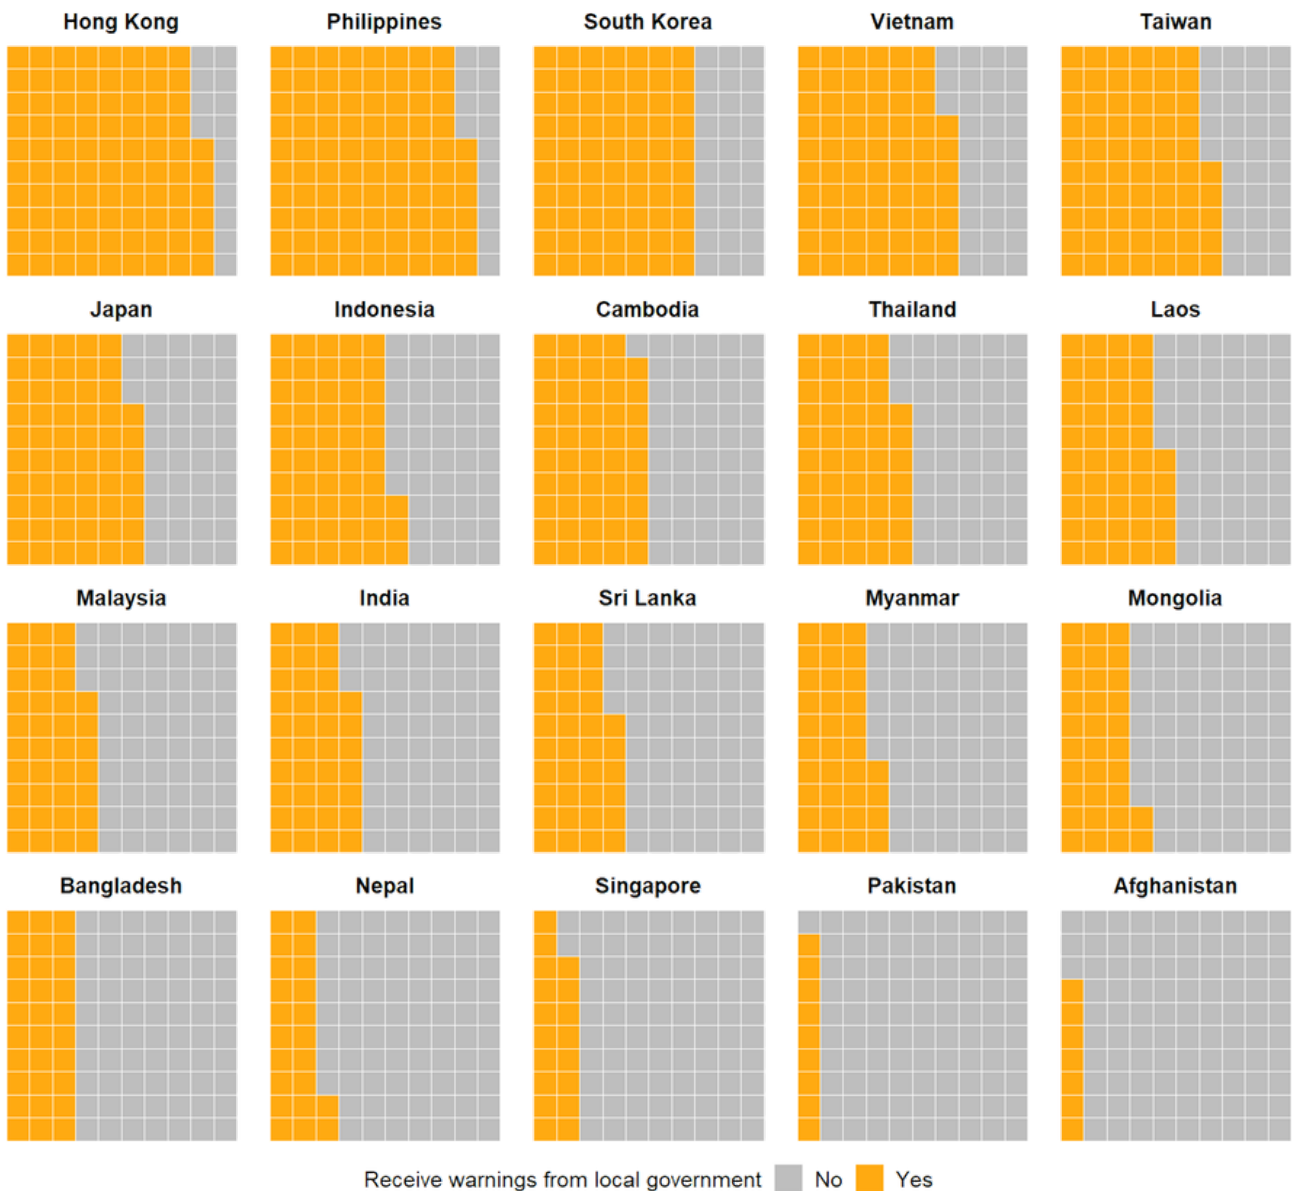 Hong Kong Philippines South Korea Vietnam Taiwan
Japan Indonesia Cambodia Thailand Laos
Malaysia India Sri Lanka Myanmar Mongolia
Bangladesh Nepal Singapore Pakistan Afghanistan
Receive warnings from local government No Yes